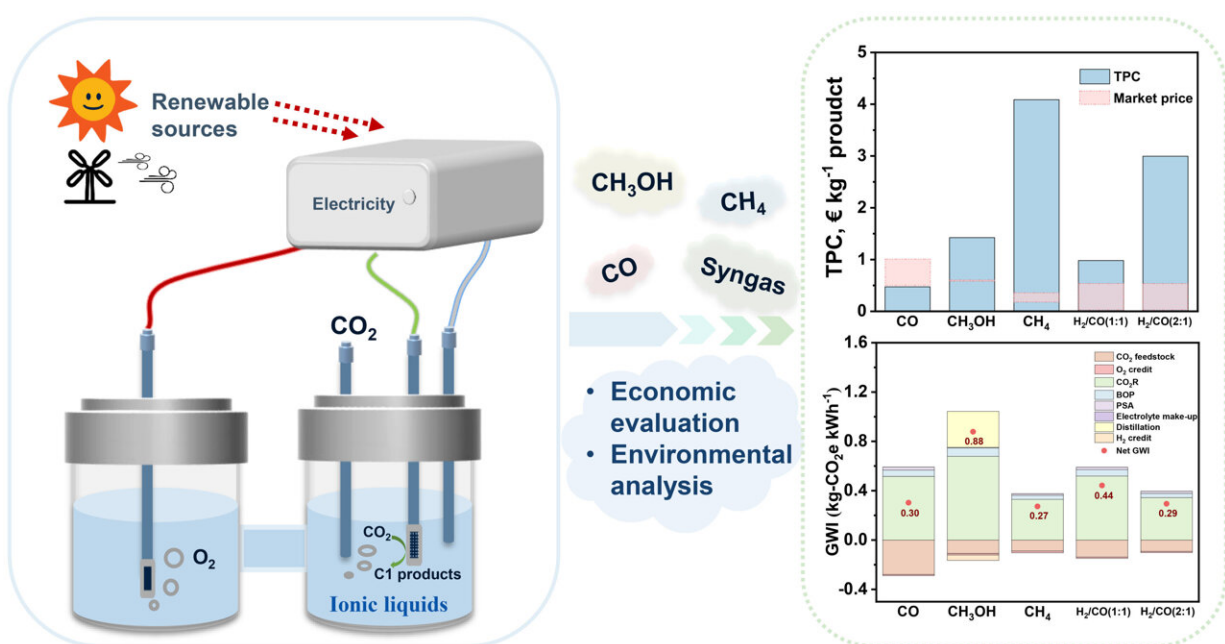 Renewable
sources
Electricity
CO₂
O₂
CO₂
C1 products
Ionic liquids
CH₃OH
CH₄
CO
Syngas
• Economic
evaluation
• Environmental
analysis
TPC, € kg⁻¹ proudct
5
4
3
2
1
0
TPC
Market price
CO
CH₃OH
CH₄
H₂/CO(1:1)
H₂/CO(2:1)
GWI (kg-CO₂e kWh⁻¹)
1.6
1.2
0.8
0.4
0.0
-0.4
CO₂ feedstock
O₂ credit
CO₂R
BOP
PSA
Electrolyte make-up
Distillation
H₂ credit
Net GWI
0.30
0.88
0.27
0.44
0.29
CO
CH₃OH
CH₄
H₂/CO(1:1)
H₂/CO(2:1)